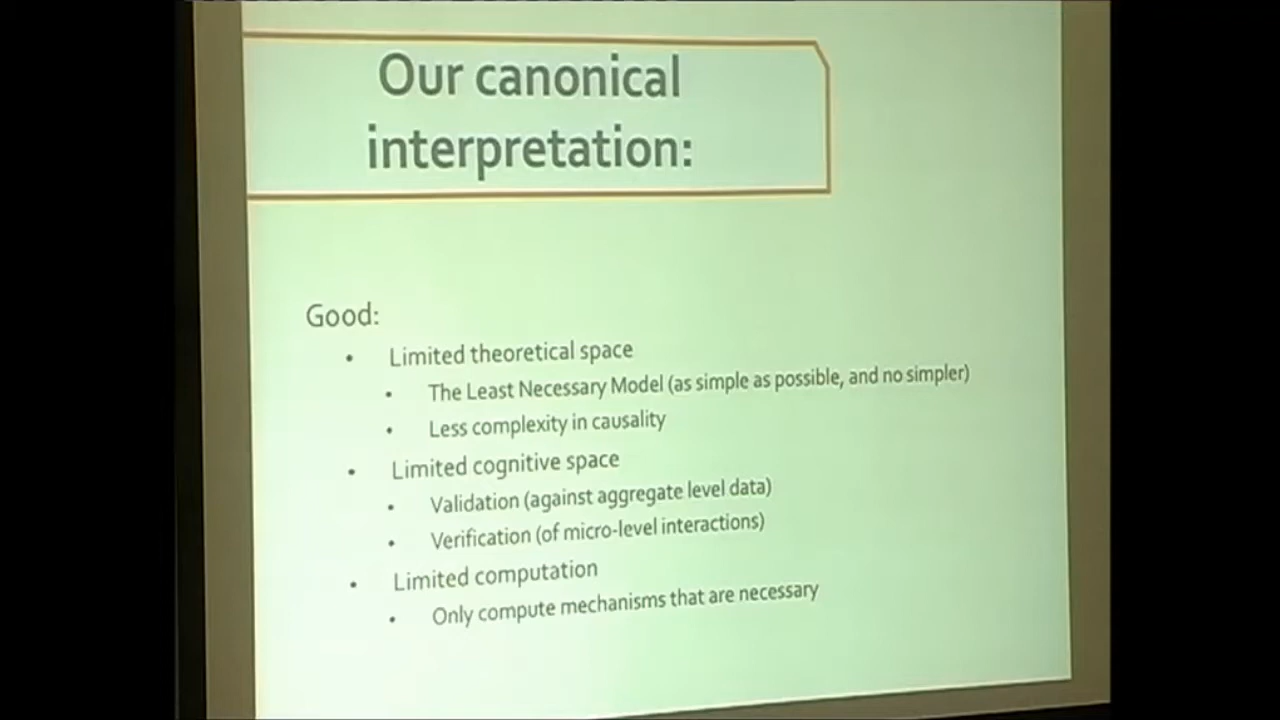 Our canonical
interpretation:
Good:
• Limited theoretical space
• The Least Necessary Model (as simple as possible, and no simpler)
• Less complexity in causality
• Limited cognitive space
• Validation (against aggregate level data)
• Verification (of micro-level interactions)
• Limited computation
• Only compute mechanisms that are necessary